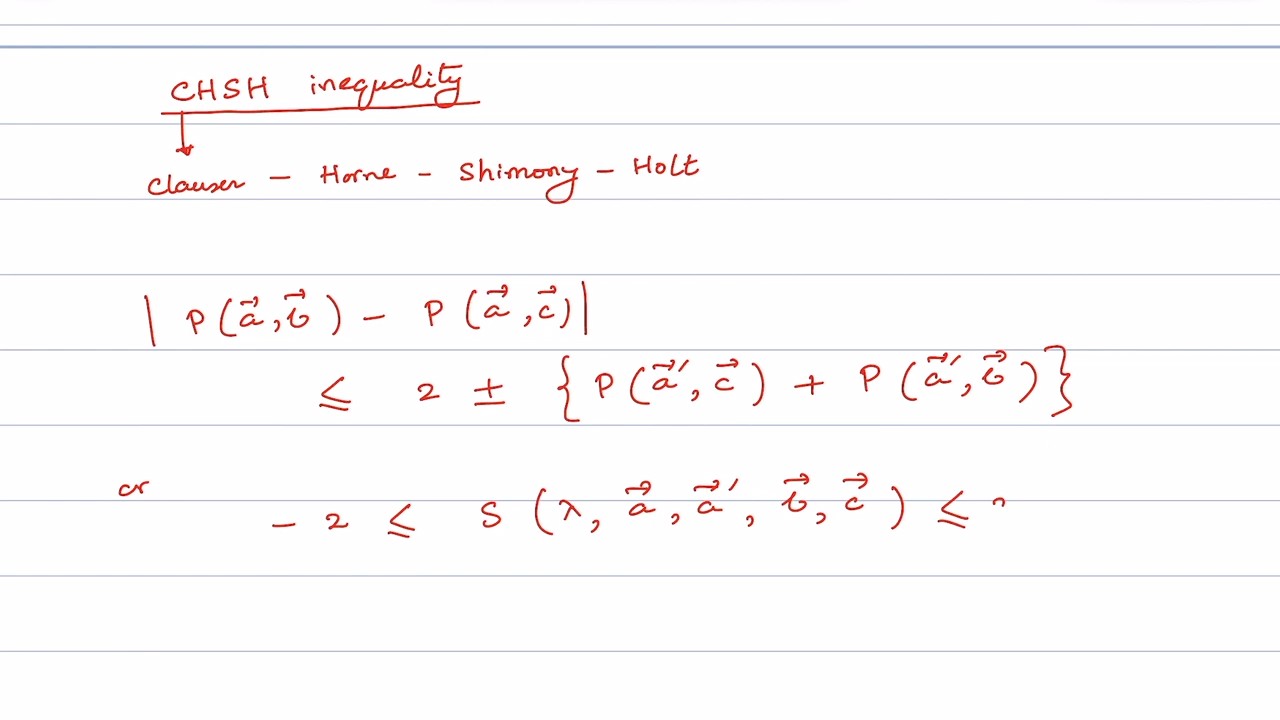 CHSH inequality
Clauser - Horne - Shimony - Holt
| P(a⃗, b⃗) - P(a⃗, c⃗) |
≤ 2 ± { P(a⃗′, c⃗) + P(a⃗′, b⃗) }
or
- 2 ≤ S (λ, a⃗, a⃗′, b⃗, c⃗) ≤